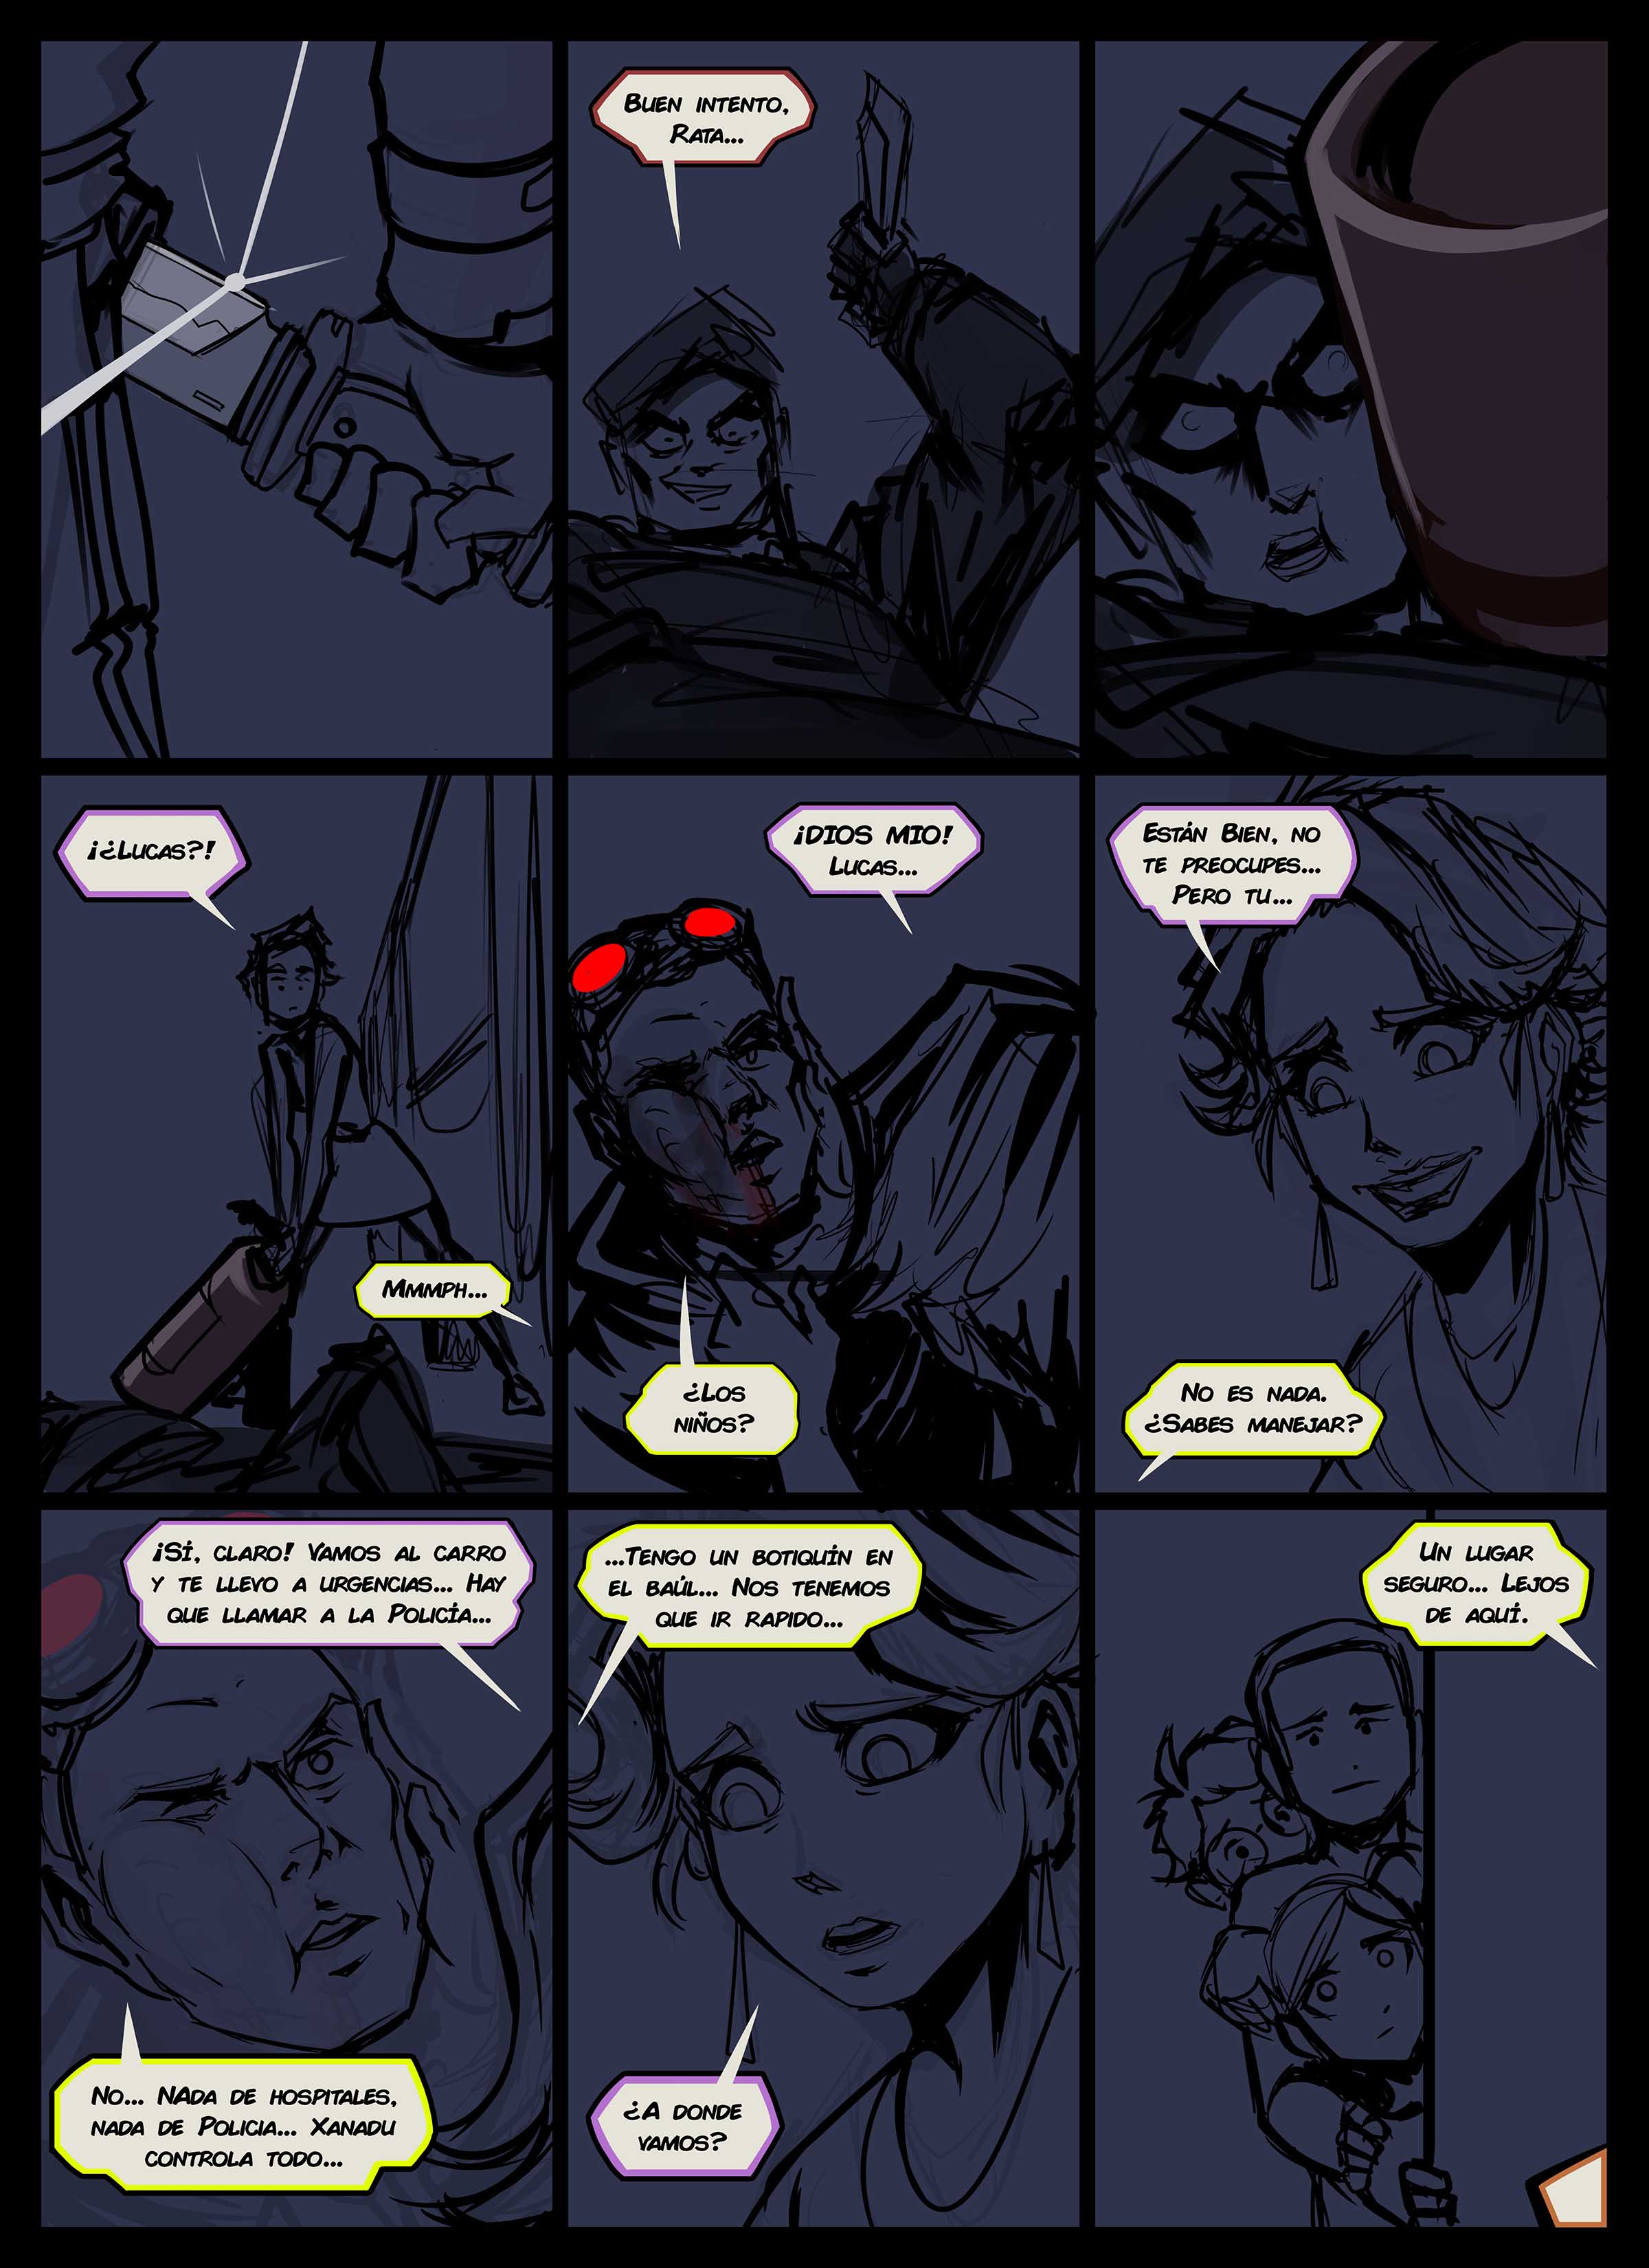 Buen intento,
Rata...
¡¿Lucas?!
Mmmph...
¡DIOS MIO!
Lucas...
¿Los
niños?
Están Bien, no
te preocupes...
Pero tu...
No es nada.
¿Sabes manejar?
¡Sí, claro! Vamos al carro
y te llevo a urgencias... Hay
que llamar a la Policía...
No... Nada de hospitales,
nada de Policia... Xanadu
controla todo...
...Tengo un botiquín en
el baúl... Nos tenemos
que ir rapido...
¿A donde
vamos?
Un lugar
seguro... Lejos
de aquí.